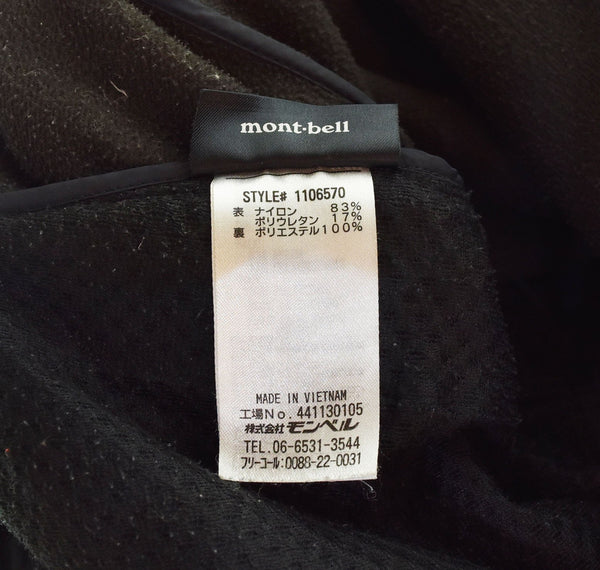 mont·bell
STYLE# 1106570
表 ナイロン 83%
ポリウレタン 17%
裏 ポリエステル100%
MADE IN VIETNAM
工場No. 441130105
株式会社モンベル
TEL. 06-6531-3544
フリーコール:0088-22-0031